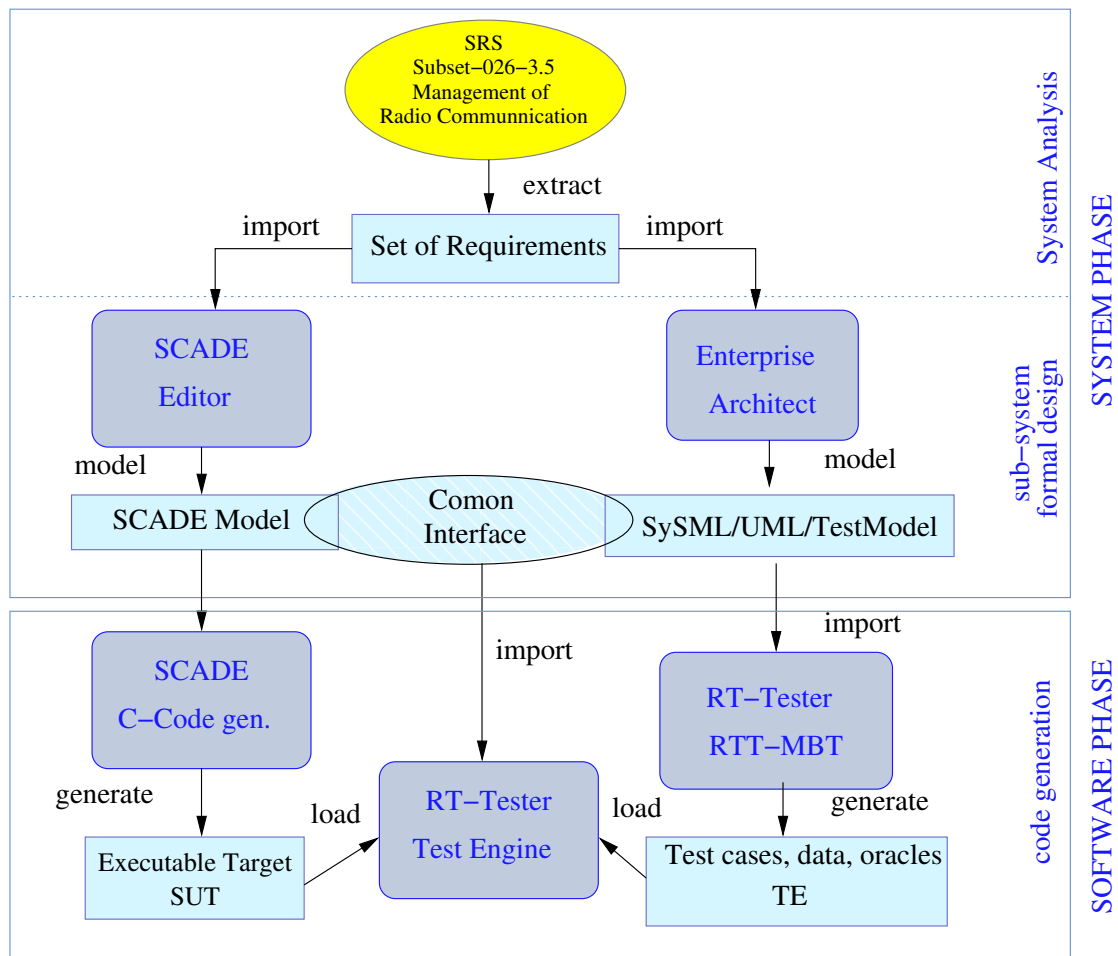 SRS
Subset−026−3.5
Management of
Radio Communnication
extract
System Analysis
SYSTEM PHASE
import
Set of Requirements
import
SCADE
Editor
Enterprise
Architect
sub−system
formal design
model
model
SCADE Model
Comon
Interface
SySML/UML/TestModel
import
import
SCADE
C−Code gen.
RT−Tester
RTT−MBT
code generation
SOFTWARE PHASE
generate
load
RT−Tester
Test Engine
load
generate
Executable Target
SUT
Test cases, data, oracles
TE